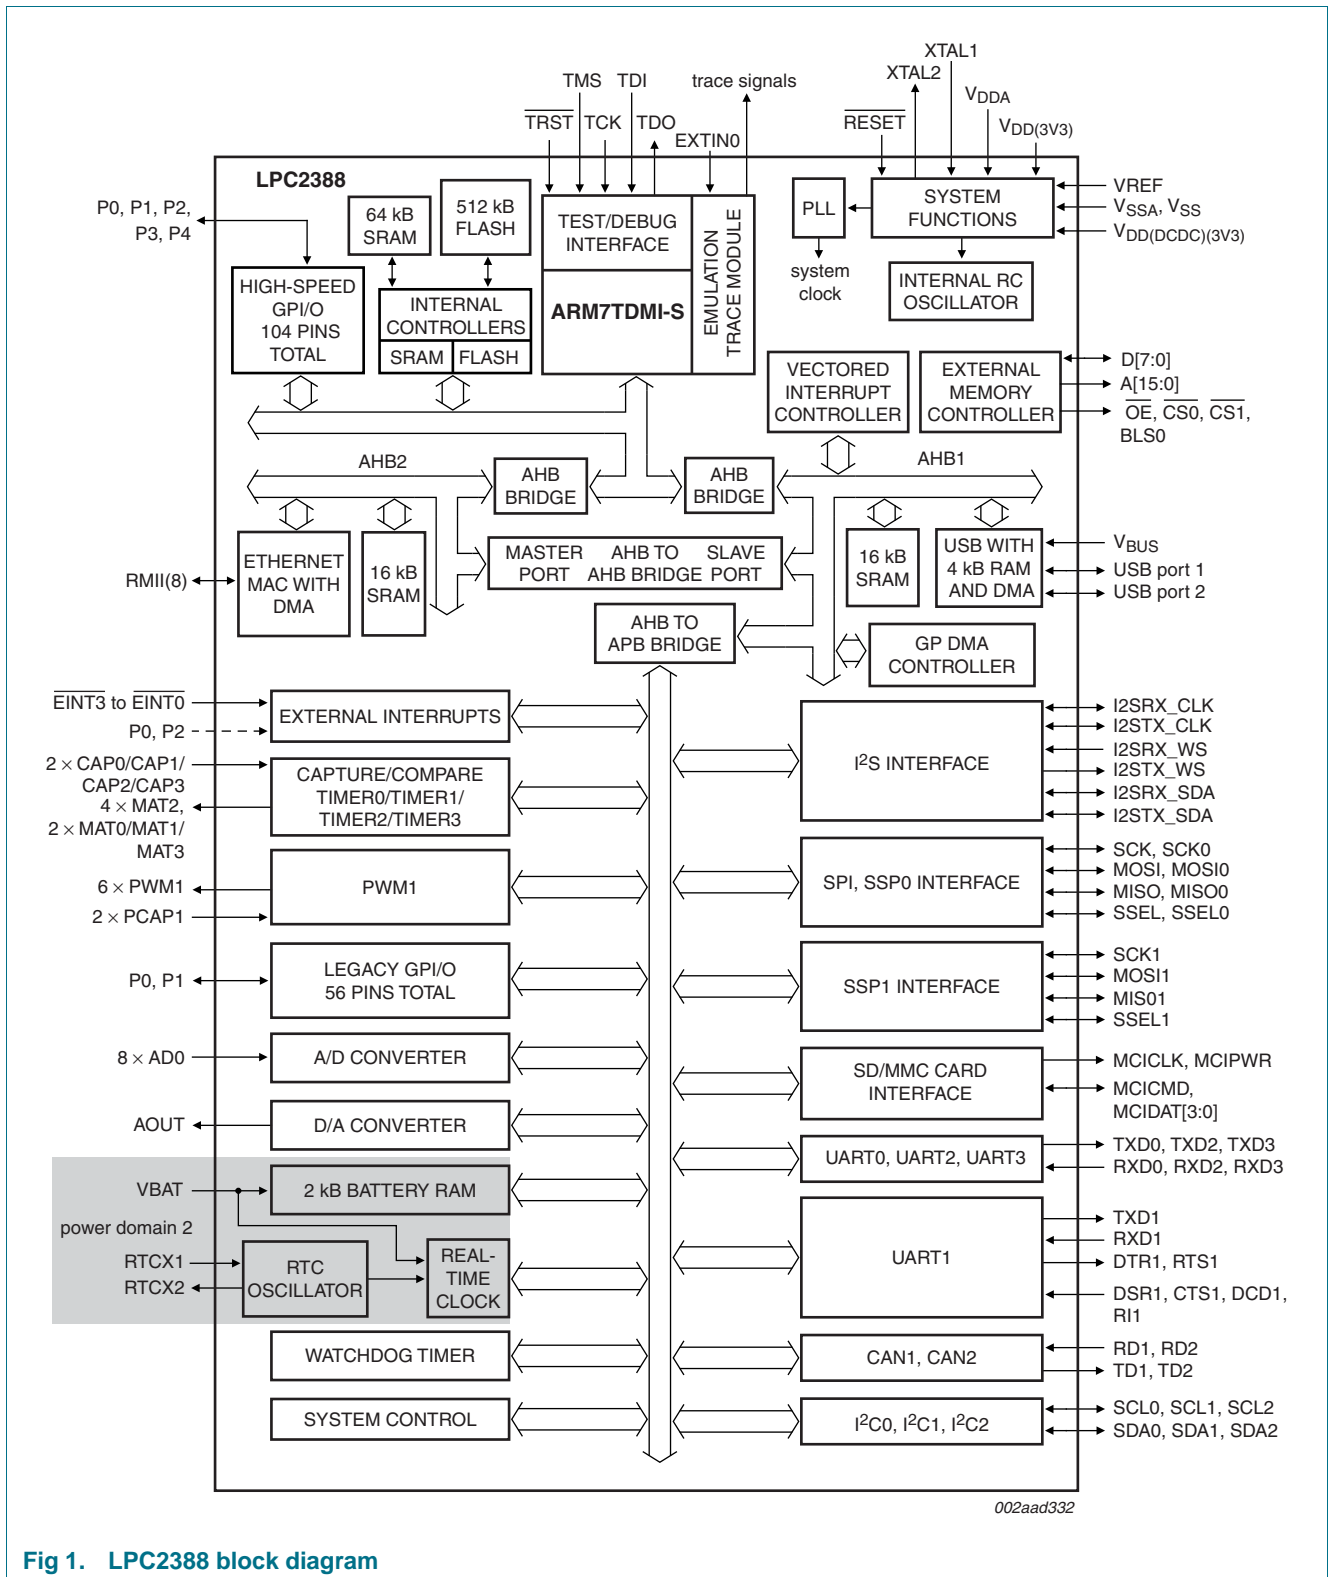 XTAL1
XTAL2
TMS TDI trace signals
VDDA
TRST TCK TDO RESET VDD(3V3)
EXTIN0
LPC2388
P0, P1, P2,
P3, P4
64 kB
SRAM
512 kB
FLASH
TEST/DEBUG
INTERFACE
EMULATION
TRACE MODULE
PLL
SYSTEM
FUNCTIONS
VREF
VSSA, VSS
VDD(DCDC)(3V3)
system
clock
HIGH-SPEED
GPI/O
104 PINS
TOTAL
INTERNAL
CONTROLLERS
SRAM FLASH
ARM7TDMI-S
INTERNAL RC
OSCILLATOR
VECTORED
INTERRUPT
CONTROLLER
EXTERNAL
MEMORY
CONTROLLER
D[7:0]
A[15:0]
OE, CS0, CS1,
BLS0
AHB2
AHB
BRIDGE
AHB
BRIDGE
AHB1
ETHERNET
MAC WITH
DMA
RMII(8)
16 kB
SRAM
MASTER AHB TO SLAVE
PORT AHB BRIDGE PORT
16 kB
SRAM
USB WITH
4 kB RAM
AND DMA
VBUS
USB port 1
USB port 2
AHB TO
APB BRIDGE
GP DMA
CONTROLLER
EINT3 to EINT0
P0, P2
EXTERNAL INTERRUPTS
2 × CAP0/CAP1/
CAP2/CAP3
4 × MAT2,
2 × MAT0/MAT1/
MAT3
CAPTURE/COMPARE
TIMER0/TIMER1/
TIMER2/TIMER3
6 × PWM1
2 × PCAP1
PWM1
P0, P1
LEGACY GPI/O
56 PINS TOTAL
8 × AD0
A/D CONVERTER
AOUT
D/A CONVERTER
VBAT
2 kB BATTERY RAM
power domain 2
RTCX1
RTCX2
RTC
OSCILLATOR
REAL-
TIME
CLOCK
WATCHDOG TIMER
SYSTEM CONTROL
I2S INTERFACE
I2SRX_CLK
I2STX_CLK
I2SRX_WS
I2STX_WS
I2SRX_SDA
I2STX_SDA
SPI, SSP0 INTERFACE
SCK, SCK0
MOSI, MOSI0
MISO, MISO0
SSEL, SSEL0
SSP1 INTERFACE
SCK1
MOSI1
MIS01
SSEL1
SD/MMC CARD
INTERFACE
MCICLK, MCIPWR
MCICMD,
MCIDAT[3:0]
UART0, UART2, UART3
TXD0, TXD2, TXD3
RXD0, RXD2, RXD3
UART1
TXD1
RXD1
DTR1, RTS1
DSR1, CTS1, DCD1,
RI1
CAN1, CAN2
RD1, RD2
TD1, TD2
I2C0, I2C1, I2C2
SCL0, SCL1, SCL2
SDA0, SDA1, SDA2
002aad332
Fig 1. LPC2388 block diagram